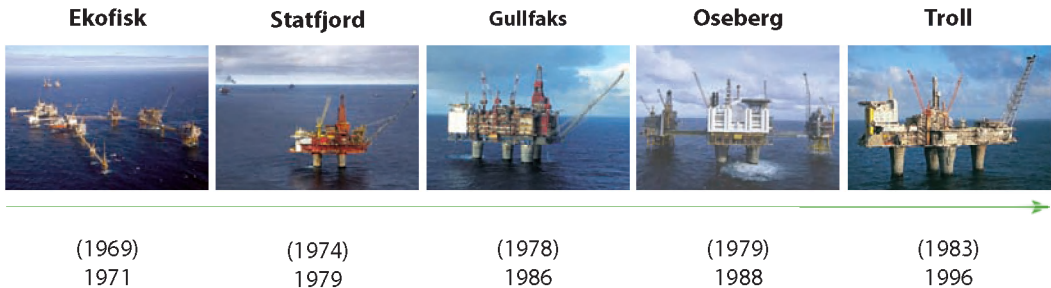 Ekofisk Statfjord Gullfaks Oseberg Troll
(1969) (1974) (1978) (1979) (1983)
1971 1979 1986 1988 1996